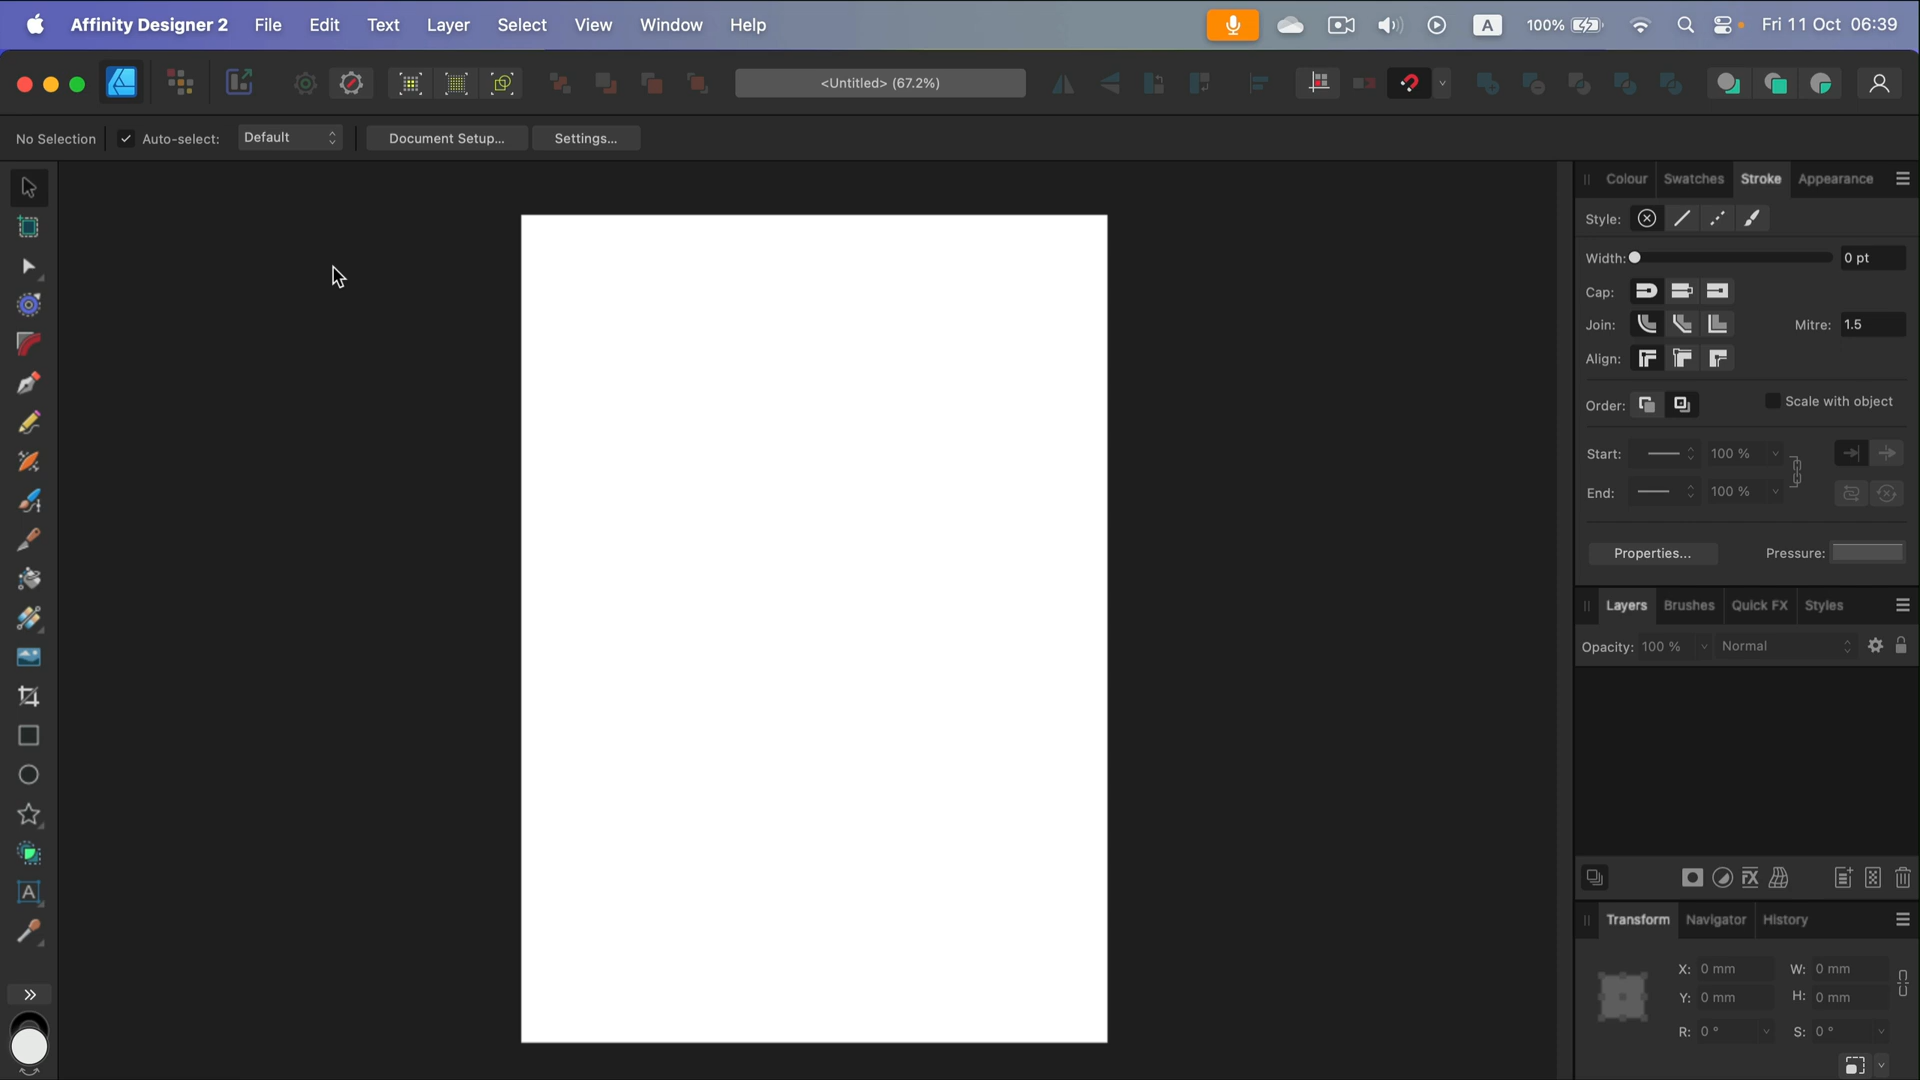 Affinity Designer 2 File Edit Text Layer Select View Window Help A 100% Fri 11 Oct 06:39
<Untitled> (67.2%)
No Selection Auto-select: Default Document Setup... Settings...
Colour Swatches Stroke Appearance
Style:
Width: 0 pt
Cap:
Join: Mitre: 1.5
Align:
Order: Scale with object
Start: 100 %
End: 100 %
Properties... Pressure:
Layers Brushes Quick FX Styles
Opacity: 100 % Normal
Transform Navigator History
X: 0 mm W: 0 mm
Y: 0 mm H: 0 mm
R: 0 ° S: 0 °